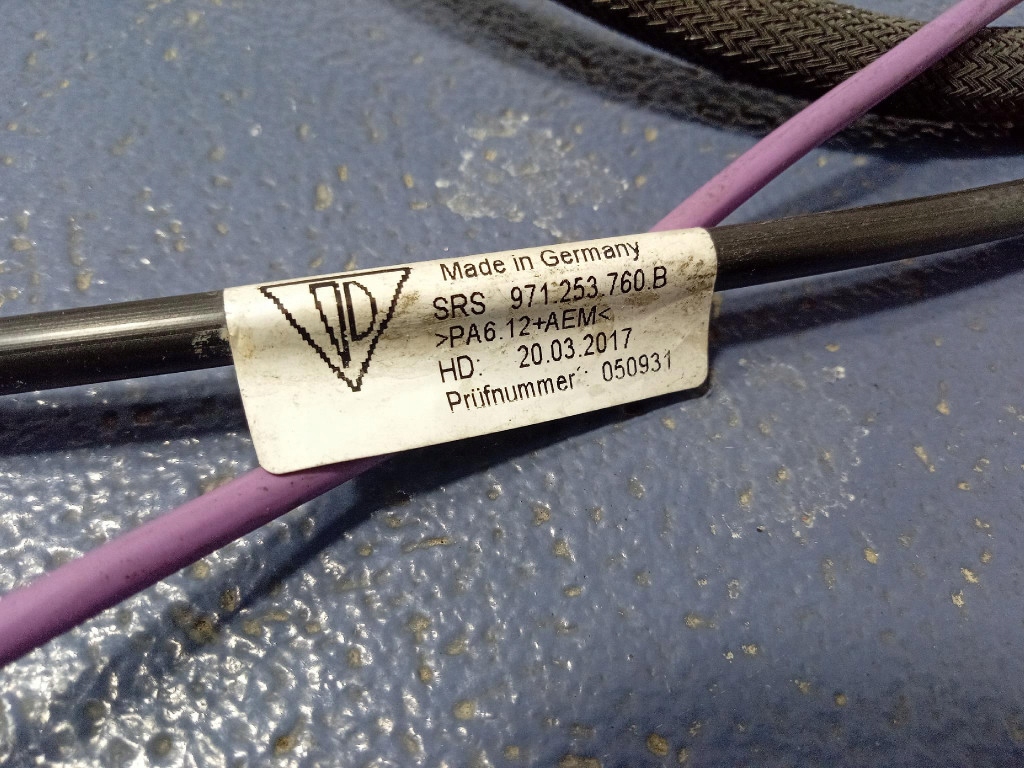 Made in Germany
SRS 971.253.760.B
>PA6.12+AEM<
HD: 20.03.2017
Prüfnummer: 050931